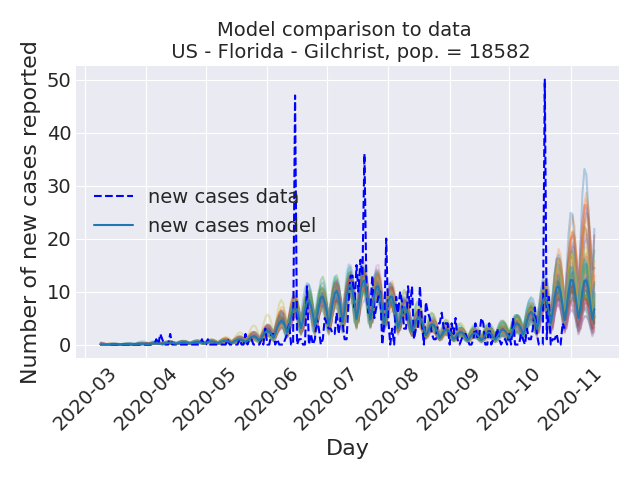 Model comparison to data
US - Florida - Gilchrist, pop. = 18582
Number of new cases reported
50
40
30
20
10
0
new cases data
new cases model
2020-03
2020-04
2020-05
2020-06
2020-07
2020-08
2020-09
2020-10
2020-11
Day